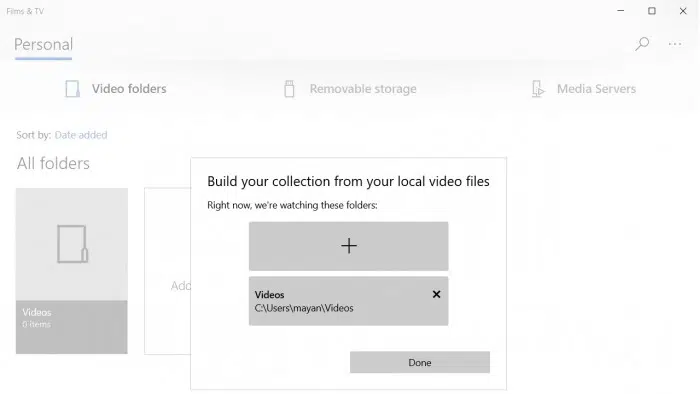 Films & TV
Personal
Video folders
Removable storage
Media Servers
Sort by: Date added
All folders
Build your collection from your local video files
Right now, we're watching these folders:
Add
Videos
C:\Users\mayan\Videos
Videos
0 items
Done